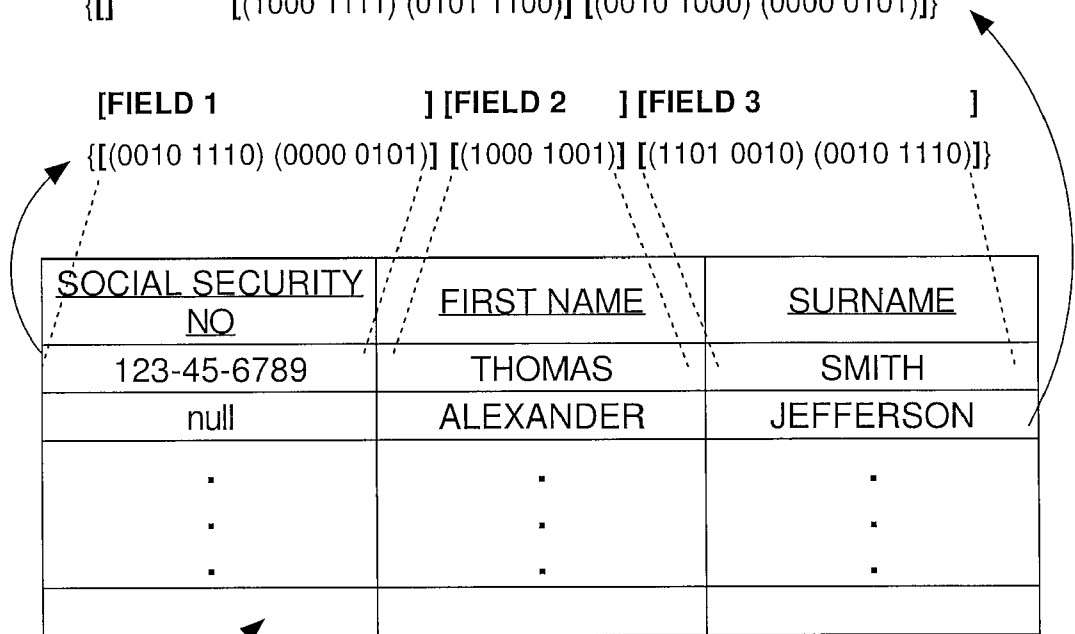 {[] [(1000 1111) (0101 1100)] [(0010 1000) (0000 0101)]}
[FIELD 1 ] [FIELD 2 ] [FIELD 3 ]
{[(0010 1110) (0000 0101)] [(1000 1001)] [(1101 0010) (0010 1110)]}
SOCIAL SECURITY NO FIRST NAME SURNAME
123-45-6789 THOMAS SMITH
null ALEXANDER JEFFERSON